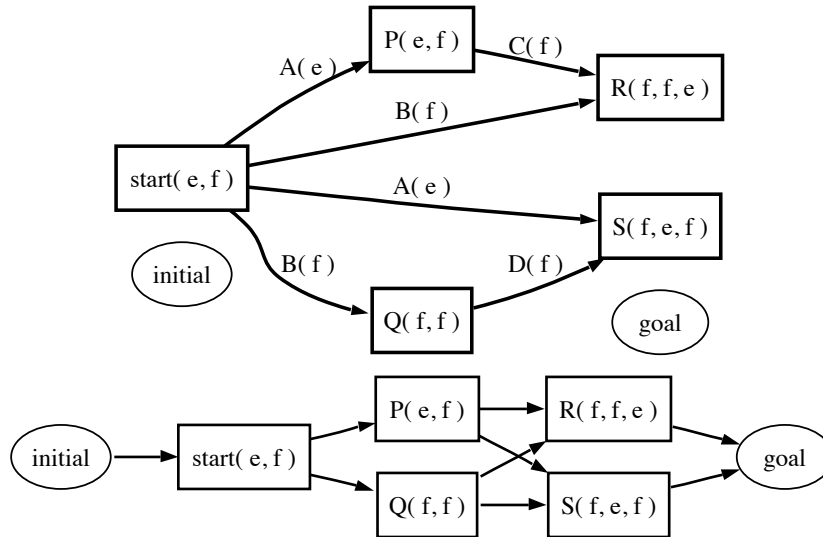 P( e, f )
C( f )
A( e )
R( f, f, e )
B( f )
start( e, f )
A( e )
S( f, e, f )
initial
B( f )
D( f )
Q( f, f )
goal
P( e, f )
R( f, f, e )
initial
start( e, f )
goal
Q( f, f )
S( f, e, f )